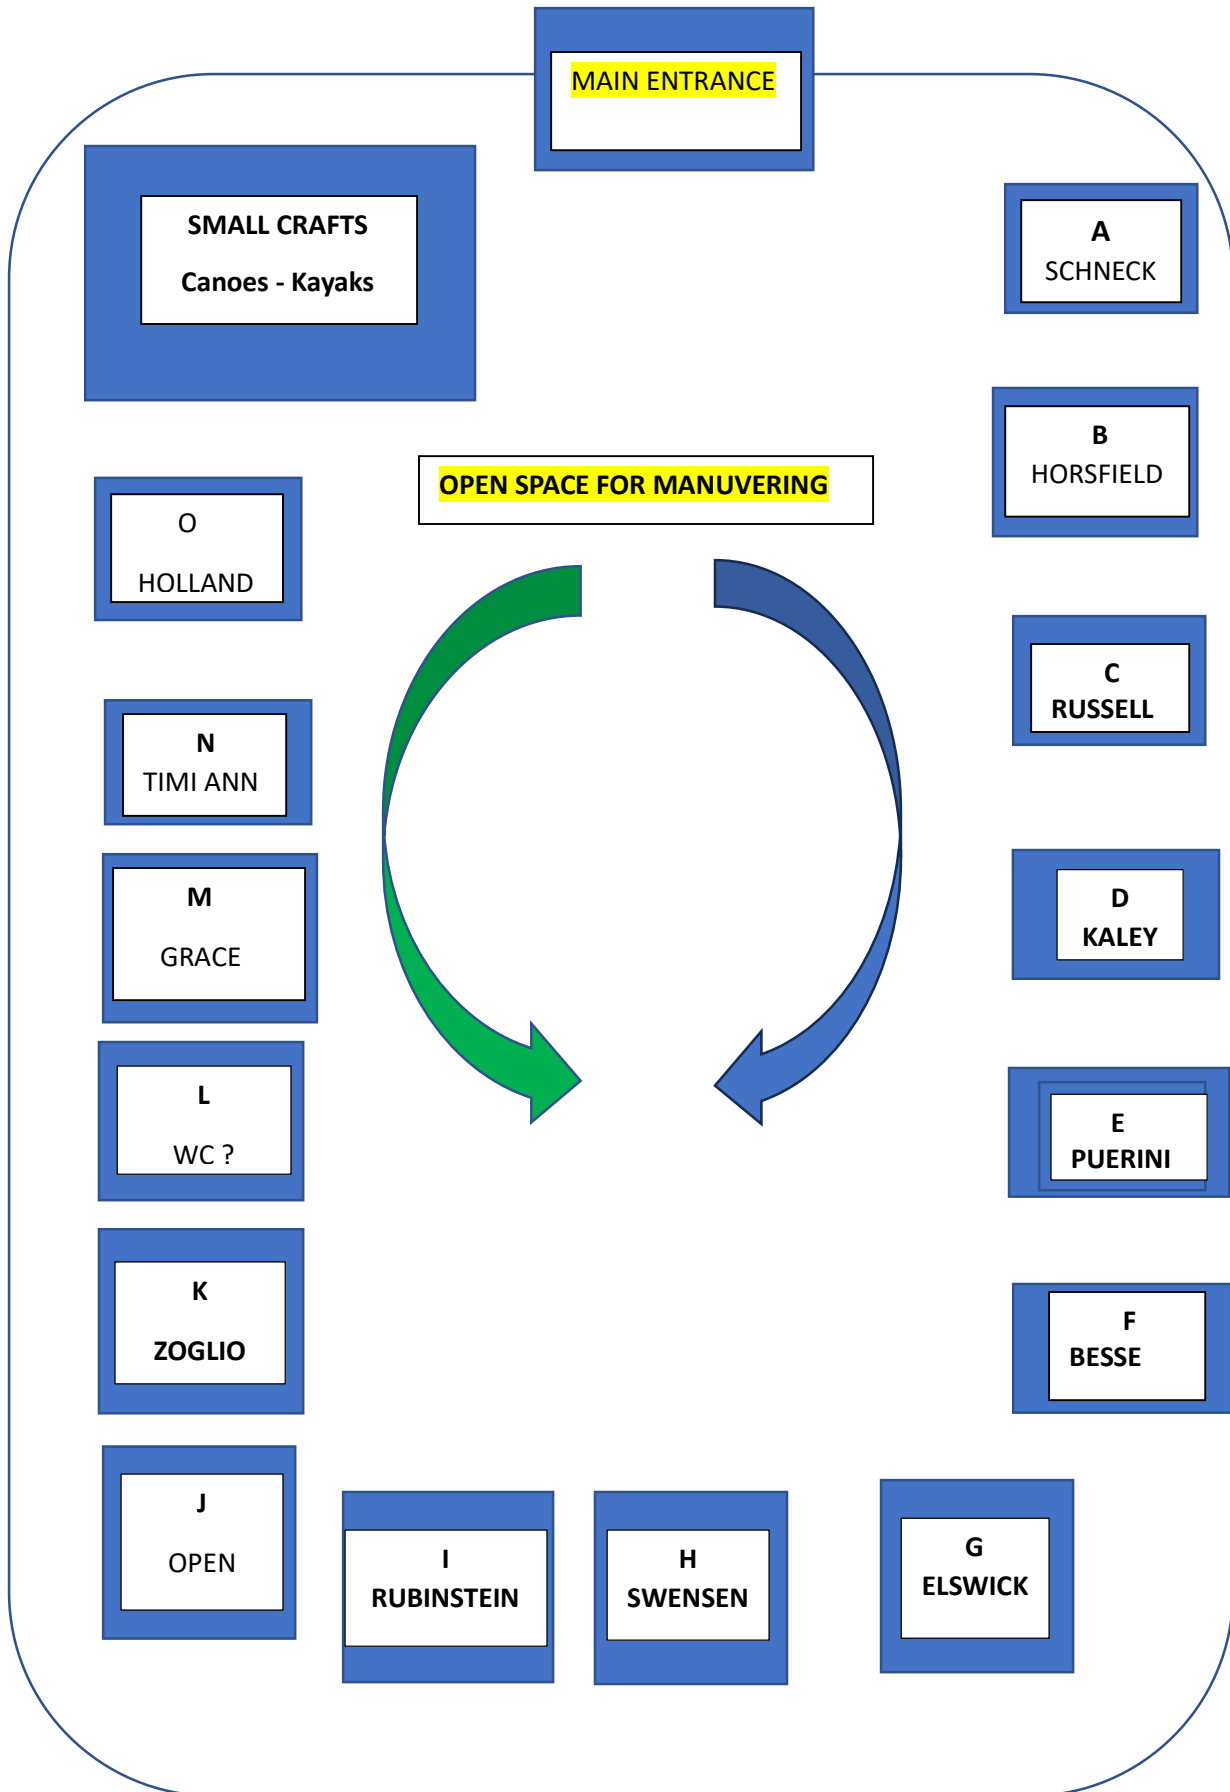 MAIN ENTRANCE
SMALL CRAFTS
Canoes - Kayaks
A
SCHNECK
B
HORSFIELD
OPEN SPACE FOR MANUVERING
O
HOLLAND
C
RUSSELL
N
TIMI ANN
D
KALEY
M
GRACE
L
WC ?
E
PUERINI
K
ZOGLIO
F
BESSE
J
OPEN
I
RUBINSTEIN
H
SWENSEN
G
ELSWICK